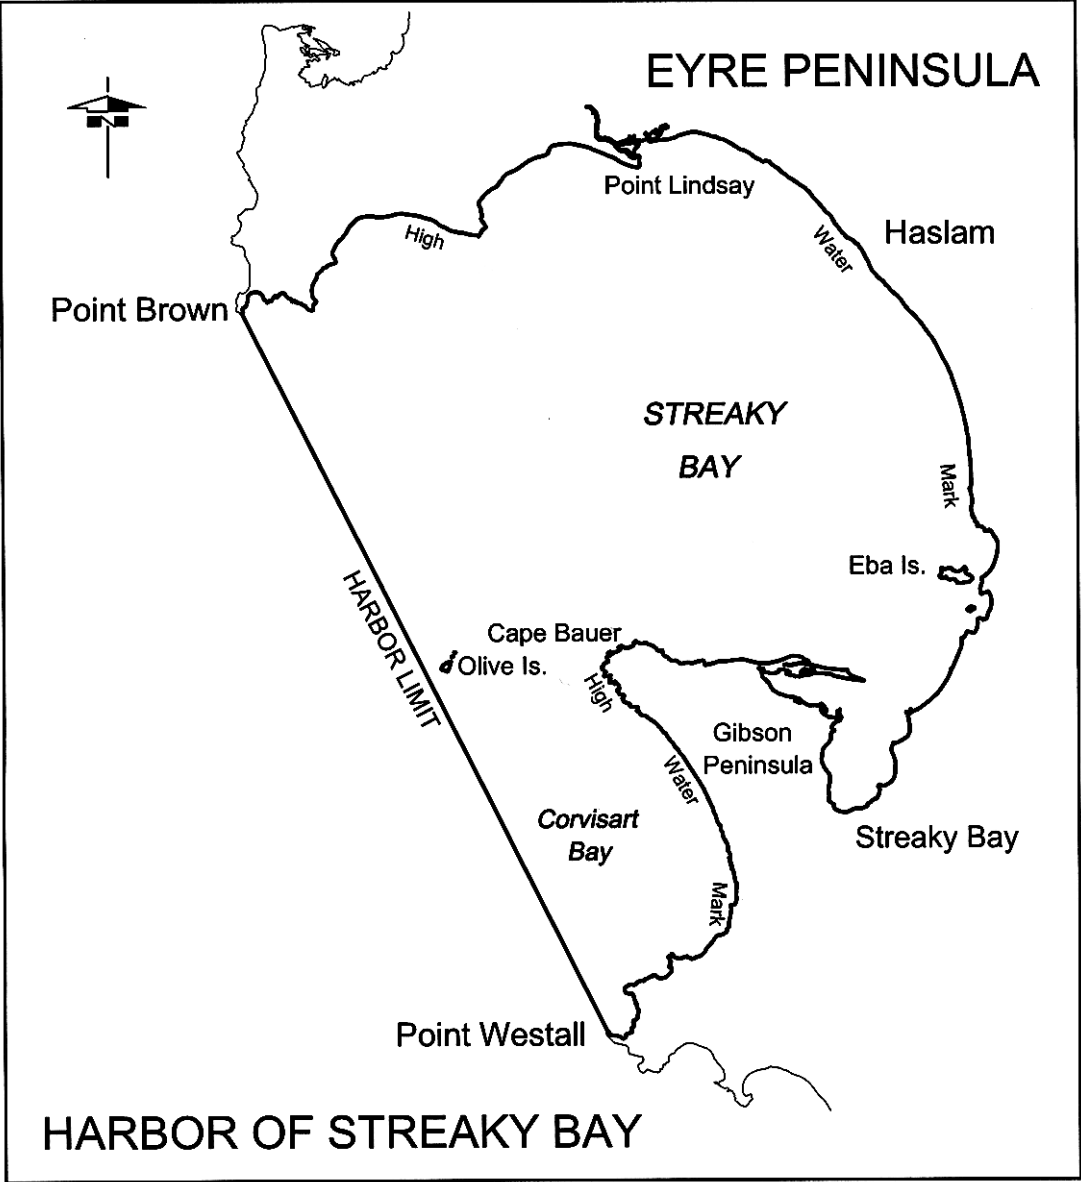 EYRE PENINSULA
N
Point Lindsay
Haslam
High
Water
Point Brown
STREAKY
BAY
Mark
Eba Is.
HARBOR LIMIT
Cape Bauer
Olive Is.
High
Gibson
Peninsula
Water
Corvisart
Bay
Streaky Bay
Mark
Point Westall
HARBOR OF STREAKY BAY